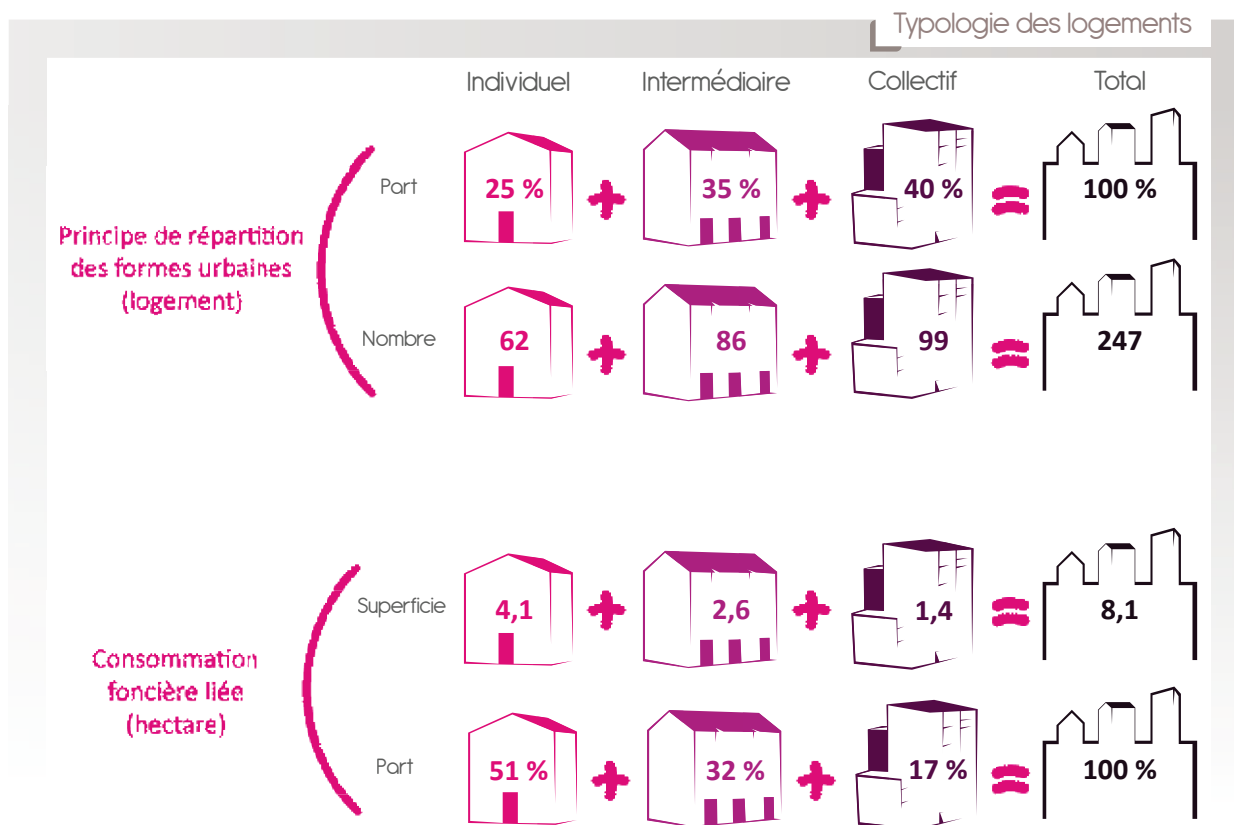 Typologie des logements
Individuel Intermédiaire Collectif Total
Principe de répartition
des formes urbaines
(logement)
Part 25 % + 35 % + 40 % = 100 %
Nombre 62 + 86 + 99 = 247
Consommation
foncière liée
(hectare)
Superficie 4,1 + 2,6 + 1,4 = 8,1
Part 51 % + 32 % + 17 % = 100 %